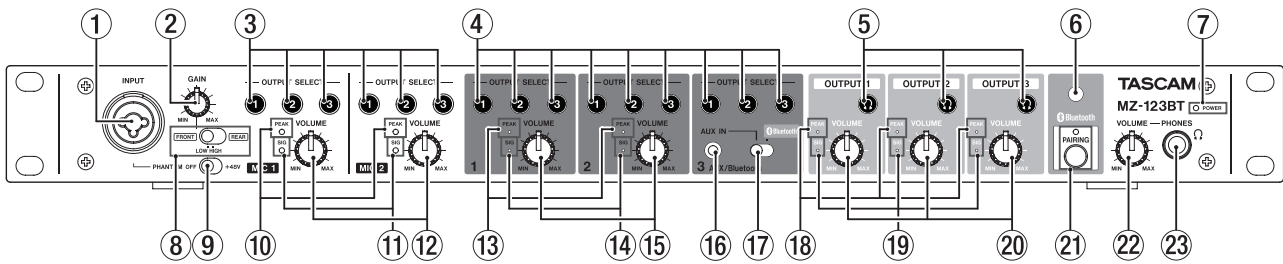 1 2 3 4 5 6 7
INPUT
GAIN
MIN MAX
FRONT REAR
LOW HIGH
PHANTOM OFF +48V
OUTPUT SELECT
1 2 3
PEAK
SIG
VOLUME
MIN MAX
MIC 1
OUTPUT SELECT
1 2 3
PEAK
SIG
VOLUME
MIN MAX
MIC 2
OUTPUT SELECT
1 2 3
PEAK
SIG
VOLUME
MIN MAX
1
OUTPUT SELECT
1 2 3
PEAK
SIG
VOLUME
MIN MAX
2
OUTPUT SELECT
1 2 3
AUX IN Bluetooth
3 AUX/Bluetooth
OUTPUT 1
PEAK
SIG
VOLUME
MIN MAX
OUTPUT 2
PEAK
SIG
VOLUME
MIN MAX
OUTPUT 3
PEAK
SIG
VOLUME
MIN MAX
Bluetooth
PAIRING
TASCAM
MZ-123BT
POWER
VOLUME PHONES
MIN MAX
8 9 10 11 12 13 14 15 16 17 18 19 20 21 22 23